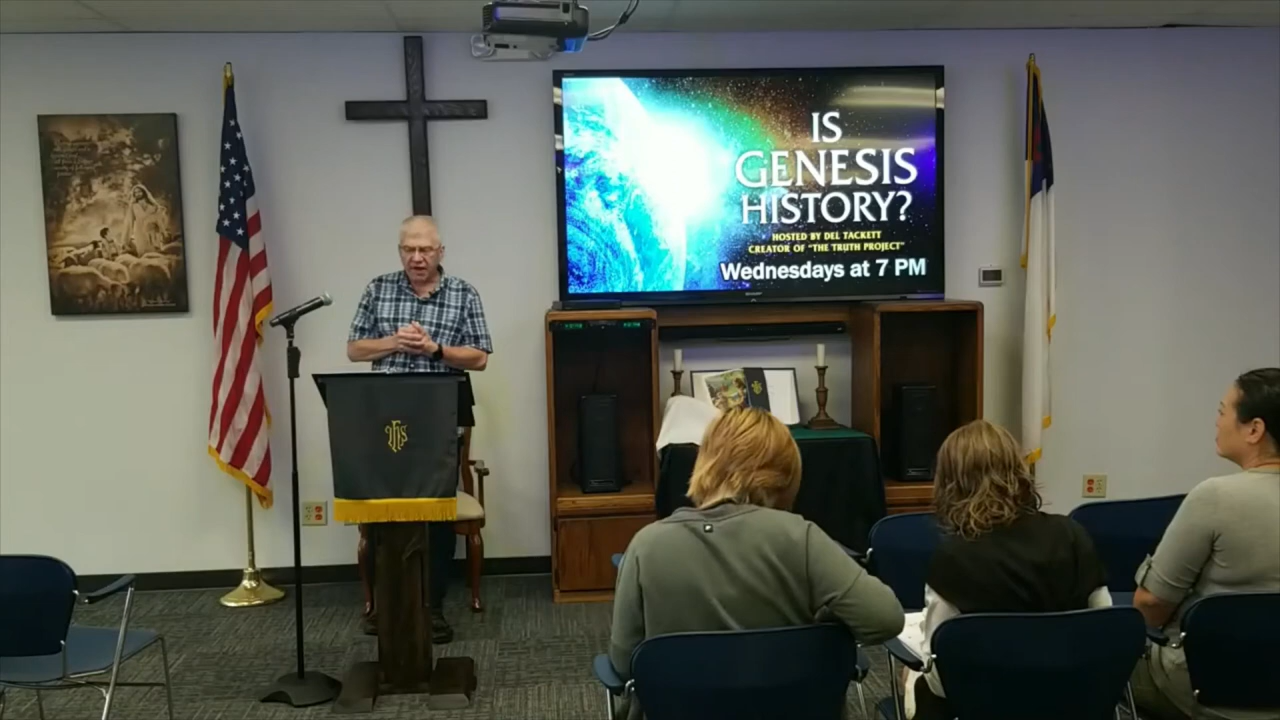 IS
GENESIS
HISTORY?
HOSTED BY DEL TACKETT
CREATOR OF "THE TRUTH PROJECT"
Wednesdays at 7 PM
IHS